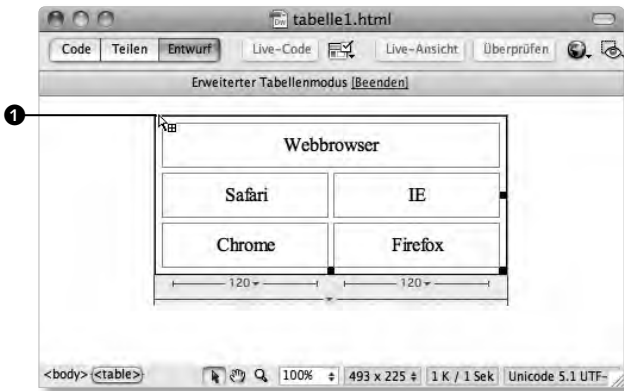 tabelle1.html
Code Teilen Entwurf Live-Code Live-Ansicht Überprüfen
Erweiterter Tabellenmodus [Beenden]
1
Webbrowser
Safari IE
Chrome Firefox
120 120
<body> <table> 100% 493 x 225 1 K / 1 Sek Unicode 5.1 UTF-